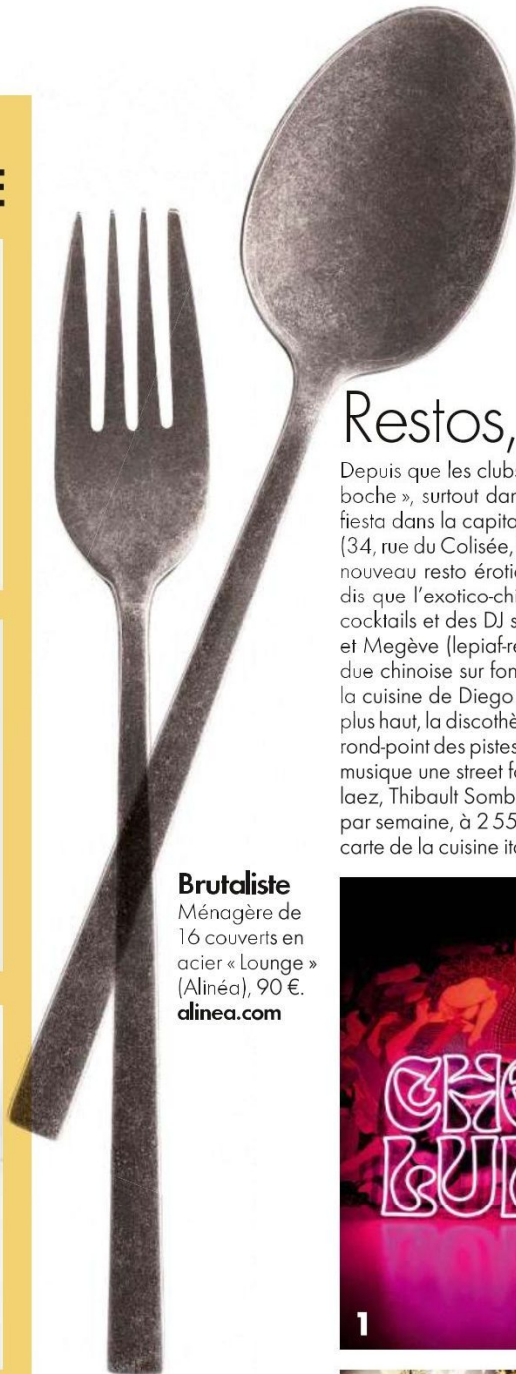 Brutaliste
Ménagère de
16 couverts en
acier « Lounge »
(Alinéa), 90 €.
alinea.com
Restos,
Depuis que les clubs
boche », surtout dan
fiesta dans la capita
(34, rue du Colisée,
nouveau resto érotic
dis que l'exotico-chi
cocktails et des DJ s
et Megève (lepiaf-re
due chinoise sur fon
la cuisine de Diego
plus haut, la discothè
rond-point des pistes
musique une street fo
laez, Thibault Somb
par semaine, à 2 55
carte de la cuisine ita
1